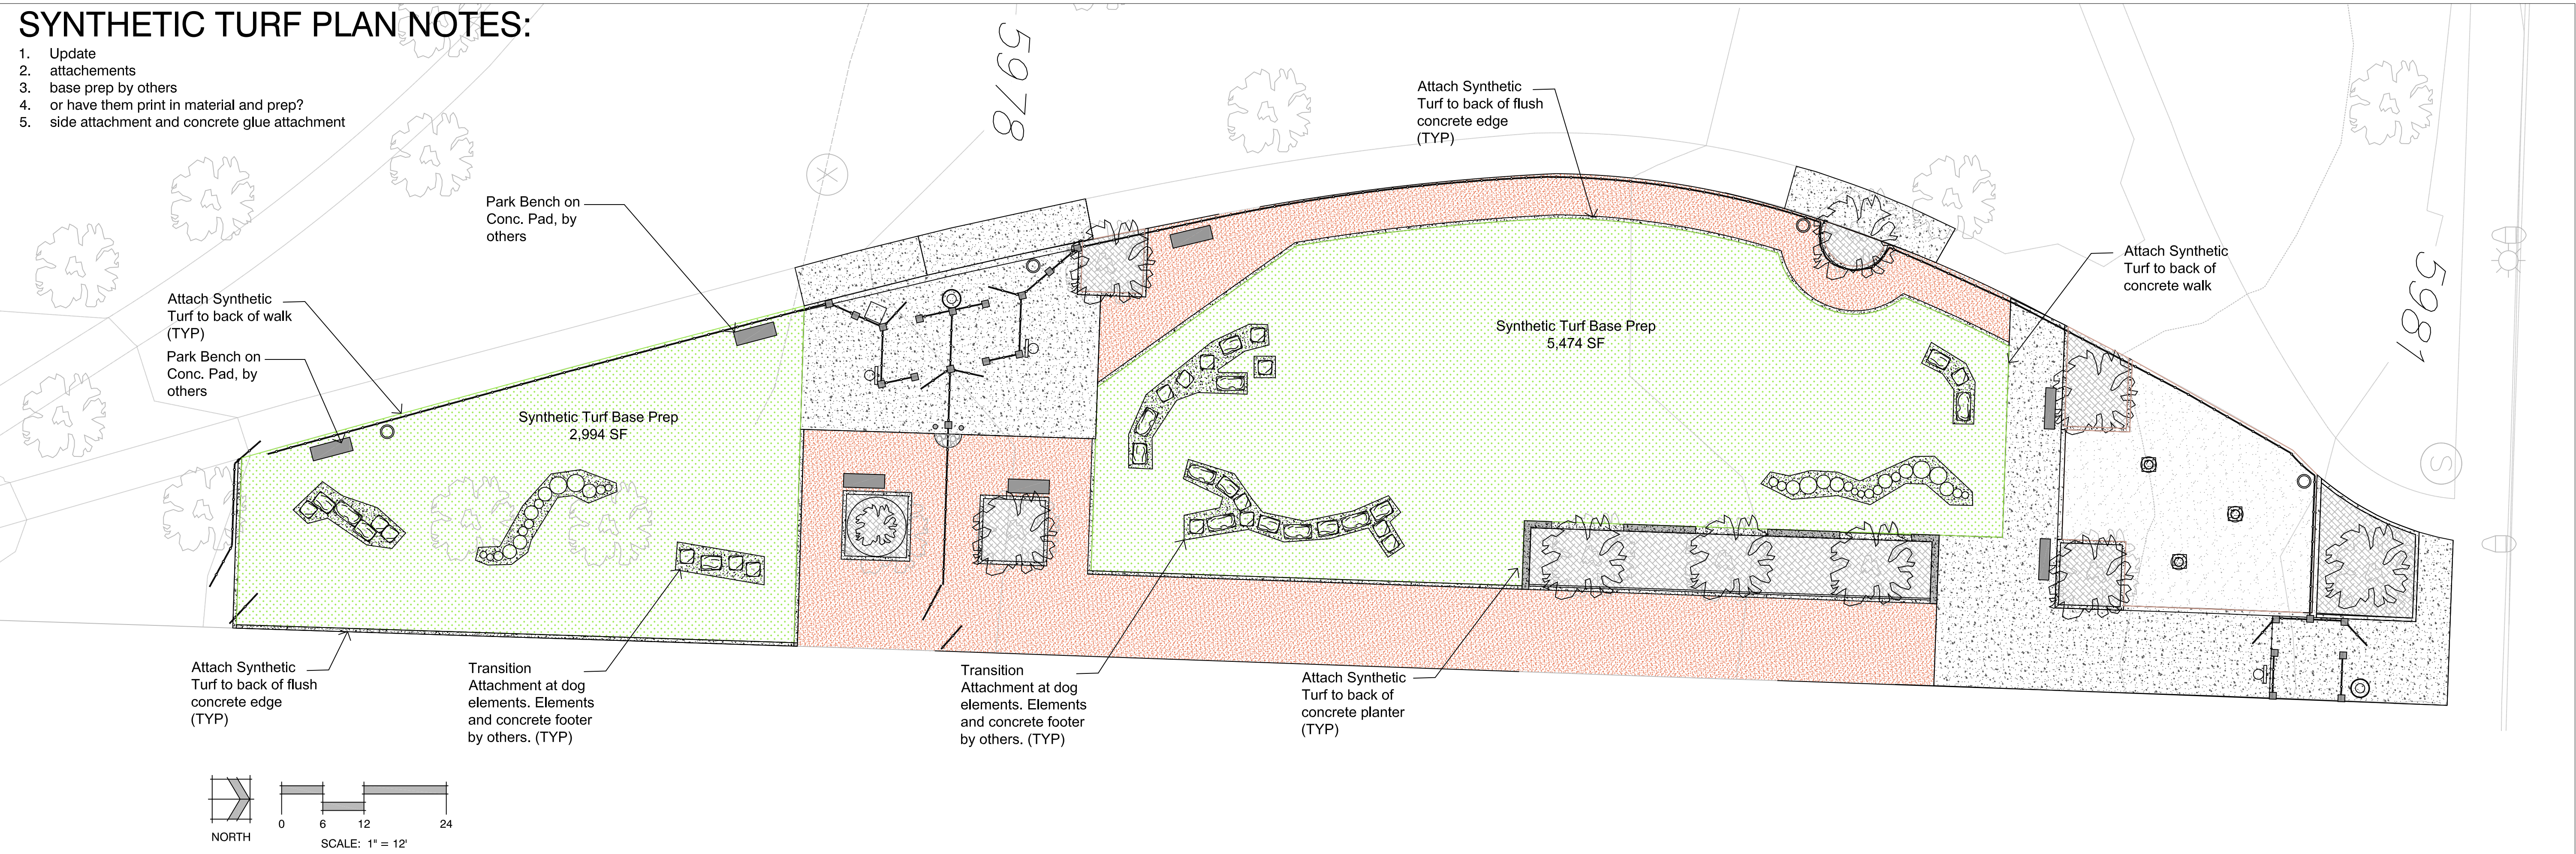 SYNTHETIC TURF PLAN NOTES:
1. Update
2. attachements
3. base prep by others
4. or have them print in material and prep?
5. side attachment and concrete glue attachment
5978
Attach Synthetic
Turf to back of flush
concrete edge
(TYP)
Park Bench on
Conc. Pad, by
others
Attach Synthetic
Turf to back of
concrete walk
5981
Attach Synthetic
Turf to back of walk
(TYP)
Park Bench on
Conc. Pad, by
others
Synthetic Turf Base Prep
5,474 SF
Synthetic Turf Base Prep
2,994 SF
S
Attach Synthetic
Turf to back of flush
concrete edge
(TYP)
Transition
Attachment at dog
elements. Elements
and concrete footer
by others. (TYP)
Transition
Attachment at dog
elements. Elements
and concrete footer
by others. (TYP)
Attach Synthetic
Turf to back of
concrete planter
(TYP)
NORTH
0 6 12 24
SCALE: 1" = 12'